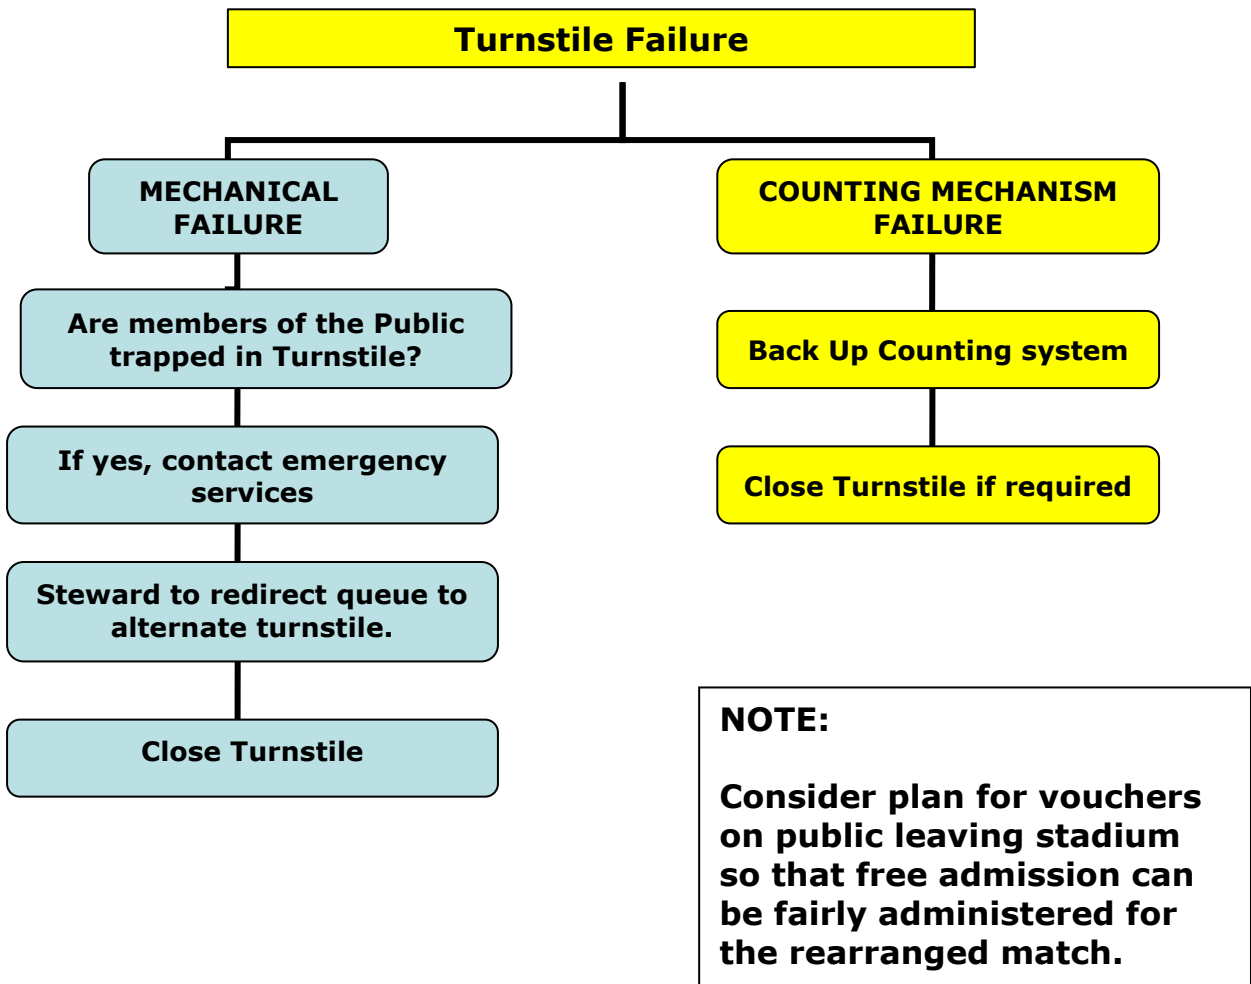 Turnstile Failure
MECHANICAL
FAILURE
COUNTING MECHANISM
FAILURE
Are members of the Public
trapped in Turnstile?
Back Up Counting system
If yes, contact emergency
services
Close Turnstile if required
Steward to redirect queue to
alternate turnstile.
Close Turnstile
NOTE:
Consider plan for vouchers
on public leaving stadium
so that free admission can
be fairly administered for
the rearranged match.